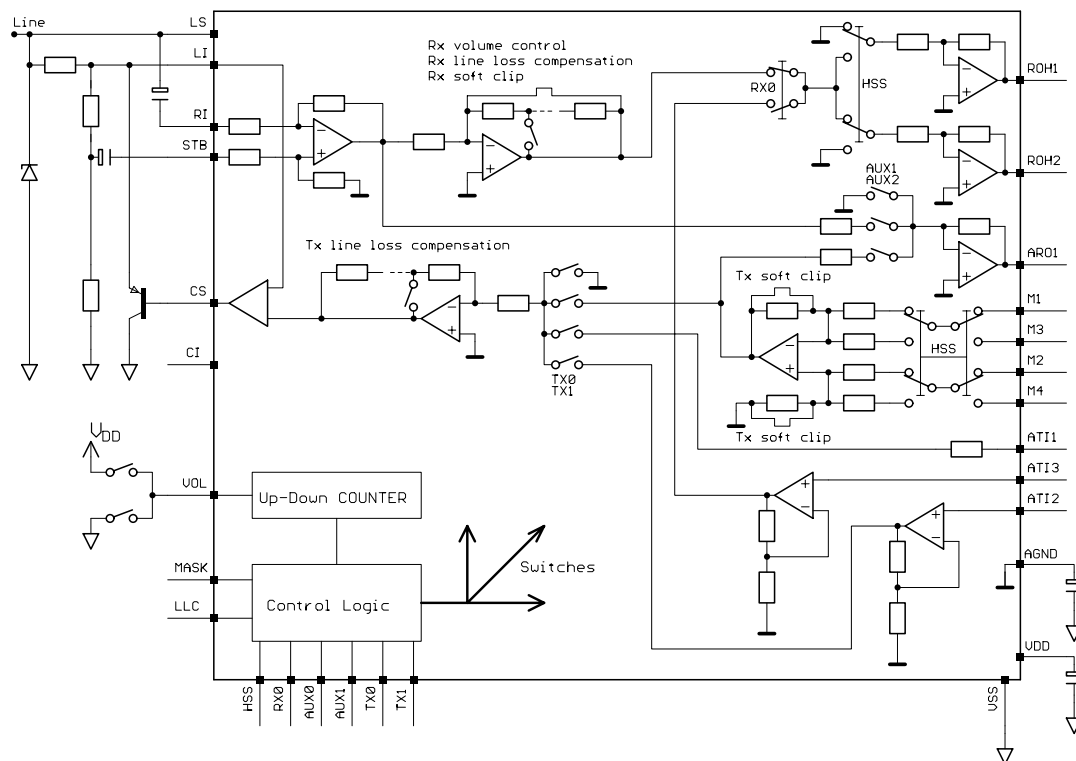 Line
LS
LI
RI
STB
CS
CI
VDD
VOL
MASK
LLC
Rx volume control
Rx line loss compensation
Rx soft clip
Tx line loss compensation
TX0
TX1
RX0
HSS
AUX1
AUX2
Tx soft clip
HSS
Tx soft clip
ROH1
ROH2
ARO1
M1
M3
M2
M4
ATI1
ATI3
ATI2
AGND
VDD
VSS
Up-Down COUNTER
Control Logic
Switches
HSS
RX0
AUX0
AUX1
TX0
TX1